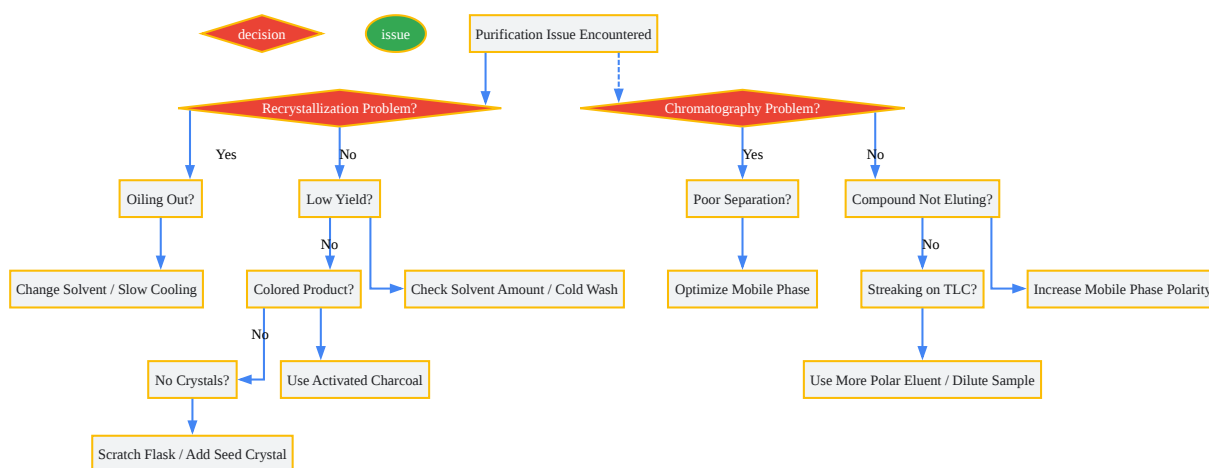 decision
issue
Purification Issue Encountered
Recrystallization Problem?
Chromatography Problem?
Yes
No
Yes
No
Oiling Out?
Low Yield?
Poor Separation?
Compound Not Eluting?
No
No
Change Solvent / Slow Cooling
Colored Product?
Check Solvent Amount / Cold Wash
Optimize Mobile Phase
Streaking on TLC?
Increase Mobile Phase Polarity
No
No Crystals?
Use Activated Charcoal
Use More Polar Eluent / Dilute Sample
Scratch Flask / Add Seed Crystal